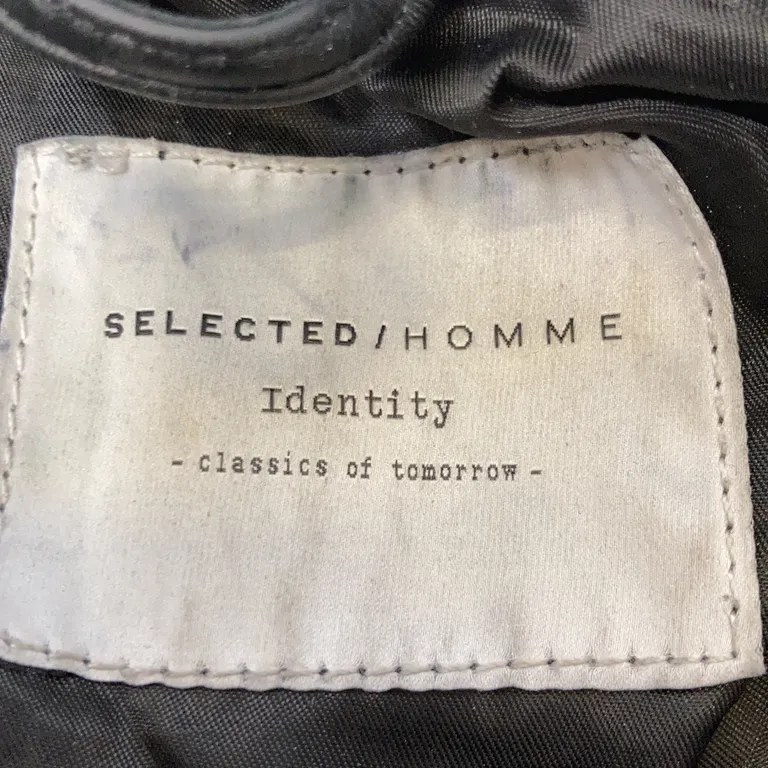 SELECTED/HOMME
Identity
- classics of tomorrow -